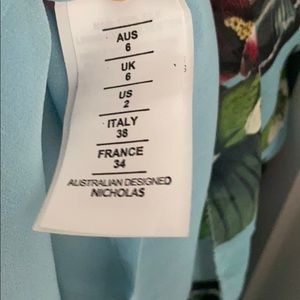 AUS
6
UK
6
US
2
ITALY
38
FRANCE
34
AUSTRALIAN DESIGNED
NICHOLAS